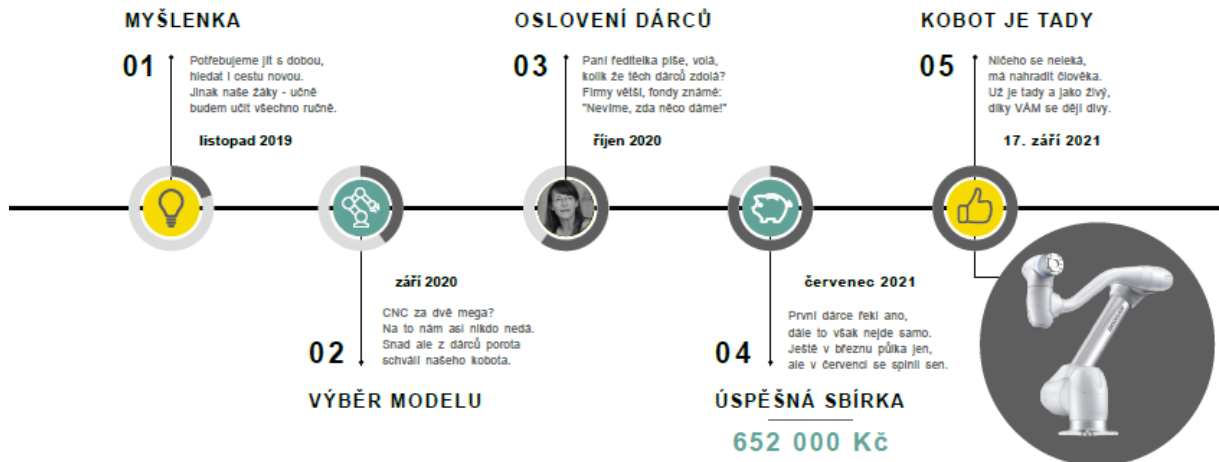 MYŠLENKA
01
Potřebujeme jít s dobou,
hledat i cestu novou.
Jinak naše žáky - učně
budem učit všechno ručně.
listopad 2019
září 2020
CNC za dvě mega?
Na to nám asi nikdo nedá.
Snad ale z dárců porota
schválí našeho kobota.
02
VÝBĚR MODELU
OSLOVENÍ DÁRCŮ
03
Paní ředitelka píše, volá,
kolik že těch dárců zdolá?
Firmy větší, fondy známé:
"Nevíme, zda něco dáme!"
říjen 2020
červenec 2021
První dárce řekl ano,
dále to však nejde samo.
Ještě v březnu půlka jen,
ale v červenci se splnil sen.
04
ÚSPĚŠNÁ SBÍRKA
652 000 Kč
KOBOT JE TADY
05
Ničeho se neleká,
má nahradit člověka.
Už je tady a jako živý,
díky VÁM se dějí divy.
17. září 2021